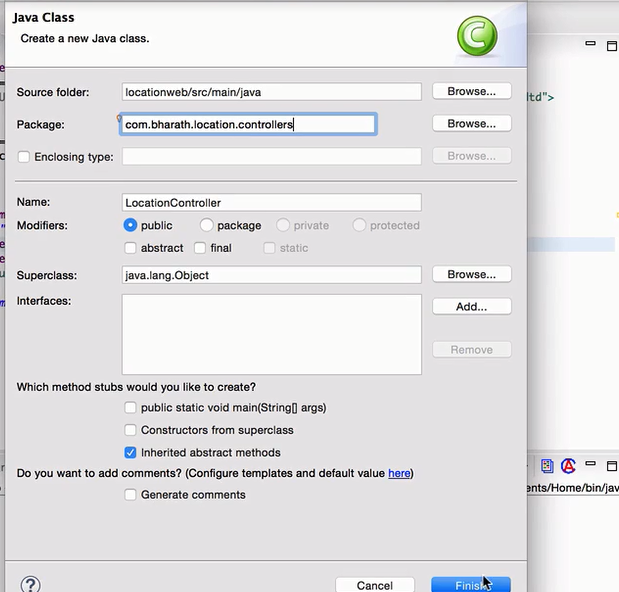 Java Class
Create a new Java class.
Source folder: locationweb/src/main/java Browse...
Package: com.bharath.location.controllers Browse...
Enclosing type: Browse...
Name: LocationController
Modifiers: public package private protected
abstract final static
Superclass: java.lang.Object Browse...
Interfaces: Add...
Remove
Which method stubs would you like to create?
public static void main(String[] args)
Constructors from superclass
Inherited abstract methods
Do you want to add comments? (Configure templates and default value here)
Generate comments
? Cancel Finish
td">
ents/Home/bin/jav